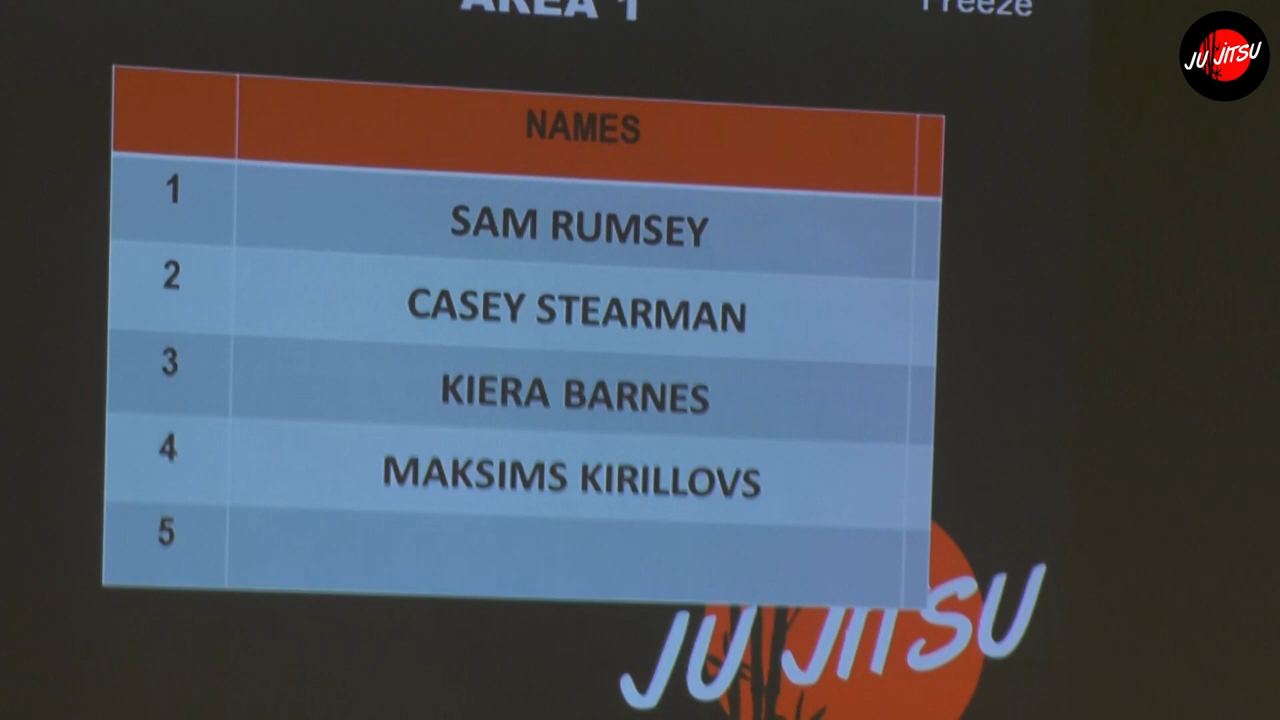 AREA 1
Freeze
JU JITSU
NAMES
1 SAM RUMSEY
2 CASEY STEARMAN
3 KIERA BARNES
4 MAKSIMS KIRILLOVS
5
JU JITSU